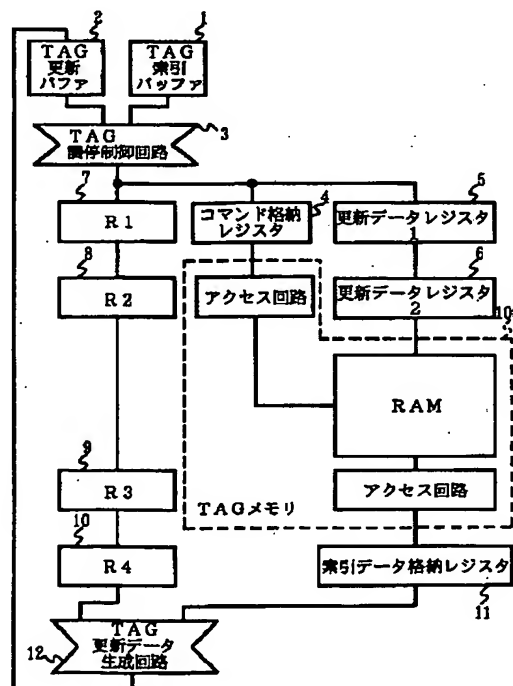 2
1
TAG
更新
バファ
TAG
索引
バッファ
TAG
調停制御回路
3
7
R1
4
コマンド格納
レジスタ
5
更新データレジスタ
1
8
R2
アクセス回路
6
更新データレジスタ
2
10
RAM
9
R3
アクセス回路
TAGメモリ
10
R4
索引データ格納レジスタ
11
TAG
更新データ
生成回路
12